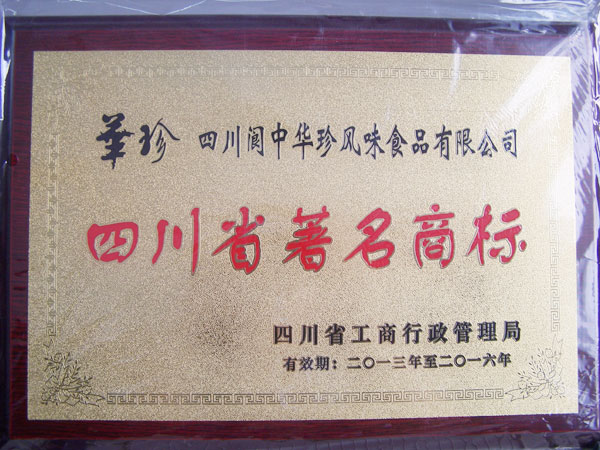 華珍 四川阆中华珍风味食品有限公司
四川省著名商标
四川省工商行政管理局
有效期：二〇一三年至二〇一六年